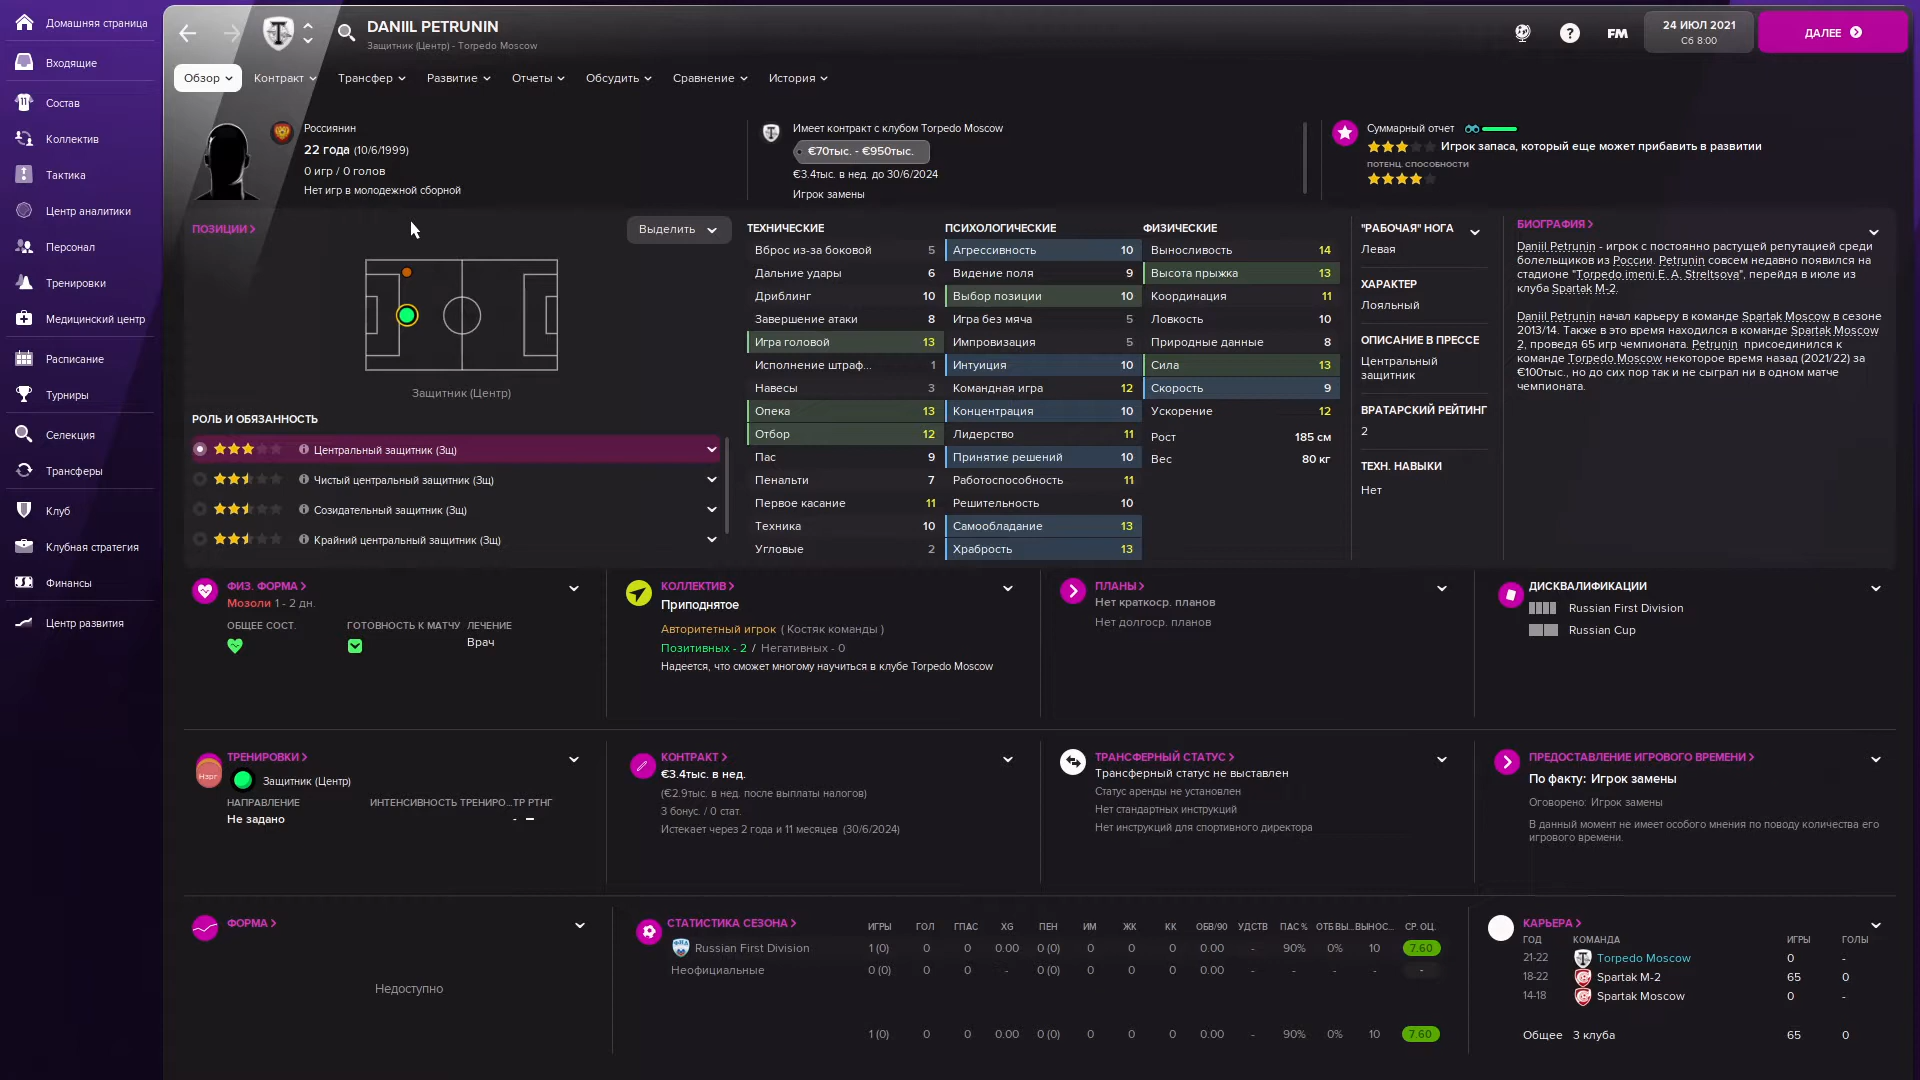 Домашняя страница
Входящие
Состав
Коллектив
Тактика
Центр аналитики
Персонал
Тренировки
Медицинский центр
Расписание
Турниры
Селекция
Трансферы
Клуб
Клубная стратегия
Финансы
Центр развития
DANIIL PETRUNIN
Защитник (Центр) - Torpedo Moscow
FM
24 ИЮЛ 2021
Сб 8:00
ДАЛЕЕ
Обзор Контракт Трансфер Развитие Отчеты Обсудить Сравнение История
Россиянин
22 года (10/6/1999)
0 игр / 0 голов
Нет игр в молодежной сборной
Имеет контракт с клубом Torpedo Moscow
€70тыс. - €950тыс.
€3.4тыс. в нед. до 30/6/2024
Игрок замены
Суммарный отчет
Игрок запаса, который еще может прибавить в развитии
ПОТЕНЦ. СПОСОБНОСТИ
ПОЗИЦИИ
Выделить
Защитник (Центр)
РОЛЬ И ОБЯЗАННОСТЬ
Центральный защитник (Зщ)
Чистый центральный защитник (Зщ)
Созидательный защитник (Зщ)
Крайний центральный защитник (Зщ)
ТЕХНИЧЕСКИЕ
Вброс из-за боковой 5
Дальние удары 6
Дриблинг 10
Завершение атаки 8
Игра головой 13
Исполнение штраф... 1
Навесы 3
Опека 13
Отбор 12
Пас 9
Пенальти 7
Первое касание 11
Техника 10
Угловые 2
ПСИХОЛОГИЧЕСКИЕ
Агрессивность 10
Видение поля 9
Выбор позиции 10
Игра без мяча 5
Импровизация 5
Интуиция 10
Командная игра 12
Концентрация 10
Лидерство 11
Принятие решений 10
Работоспособность 11
Решительность 10
Самообладание 13
Храбрость 13
ФИЗИЧЕСКИЕ
Выносливость 14
Высота прыжка 13
Координация 11
Ловкость 10
Природные данные 8
Сила 13
Скорость 9
Ускорение 12
Рост 185 см
Вес 80 кг
"РАБОЧАЯ" НОГА
Левая
ХАРАКТЕР
Лояльный
ОПИСАНИЕ В ПРЕССЕ
Центральный
защитник
ВРАТАРСКИЙ РЕЙТИНГ
2
ТЕХН. НАВЫКИ
Нет
БИОГРАФИЯ
Daniil Petrunin - игрок с постоянно растущей репутацией среди
болельщиков из России. Petrunin совсем недавно появился на
стадионе "Torpedo imeni E. A. Streltsova", перейдя в июле из
клуба Spartak M-2.
Daniil Petrunin начал карьеру в команде Spartak Moscow в сезоне
2013/14. Также в это время находился в команде Spartak Moscow
2, проведя 65 игр чемпионата. Petrunin присоединился к
команде Torpedo Moscow некоторое время назад (2021/22) за
€100тыс., но до сих пор так и не сыграл ни в одном матче
чемпионата.
ФИЗ. ФОРМА
Мозоли 1 - 2 дн.
ОБЩЕЕ СОСТ. ГОТОВНОСТЬ К МАТЧУ ЛЕЧЕНИЕ
Врач
КОЛЛЕКТИВ
Приподнятое
Авторитетный игрок ( Костяк команды )
Позитивных - 2 / Негативных - 0
Надеется, что сможет многому научиться в клубе Torpedo Moscow
ПЛАНЫ
Нет краткоср. планов
Нет долгоср. планов
ДИСКВАЛИФИКАЦИИ
Russian First Division
Russian Cup
ТРЕНИРОВКИ
Нзрг
Защитник (Центр)
НАПРАВЛЕНИЕ ИНТЕНСИВНОСТЬ ТРЕНИРО... ТР РТНГ
Не задано -
КОНТРАКТ
€3.4тыс. в нед.
(€2.9тыс. в нед. после выплаты налогов)
3 бонус. / 0 стат.
Истекает через 2 года и 11 месяцев (30/6/2024)
ТРАНСФЕРНЫЙ СТАТУС
Трансферный статус не выставлен
Статус аренды не установлен
Нет стандартных инструкций
Нет инструкций для спортивного директора
ПРЕДОСТАВЛЕНИЕ ИГРОВОГО ВРЕМЕНИ
По факту: Игрок замены
Оговорено: Игрок замены
В данный момент не имеет особого мнения по поводу количества его
игрового времени.
ФОРМА
Недоступно
СТАТИСТИКА СЕЗОНА ИГРЫ ГОЛ ГПАС XG ПЕН ИМ ЖК КК ОБВ/90 УДСТВ ПАС % ОТБ ВЫ... ВЫНОС... СР. ОЦ.
Russian First Division 1 (0) 0 0 0.00 0 (0) 0 0 0 0.00 - 90% 0% 10 7.60
Неофициальные 0 (0) 0 0 - 0 (0) 0 0 0 0.00 - - - - -
1 (0) 0 0 0.00 0 (0) 0 0 0 0.00 - 90% 0% 10 7.60
КАРЬЕРА
ГОД КОМАНДА ИГРЫ ГОЛЫ
21-22 Torpedo Moscow 0 -
18-22 Spartak M-2 65 0
14-18 Spartak Moscow 0 -
Общее 3 клуба 65 0